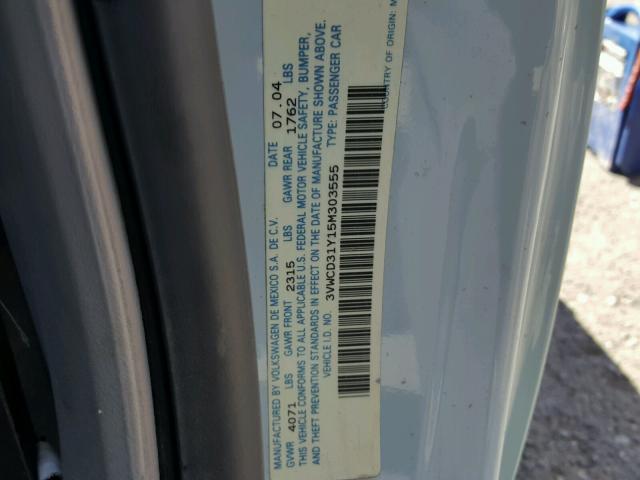 MANUFACTURED BY VOLKSWAGEN DE MEXICO S.A. DE C.V. DATE 07.04
GVWR 4071 LBS GAWR FRONT 2315 LBS GAWR REAR 1762 LBS
THIS VEHICLE CONFORMS TO ALL APPLICABLE U.S. FEDERAL MOTOR VEHICLE SAFETY, BUMPER,
AND THEFT PREVENTION STANDARDS IN EFFECT ON THE DATE OF MANUFACTURE SHOWN ABOVE.
VEHICLE I.D. NO. 3VWCD31Y15M303555 TYPE: PASSENGER CAR
COUNTRY OF ORIGIN: M